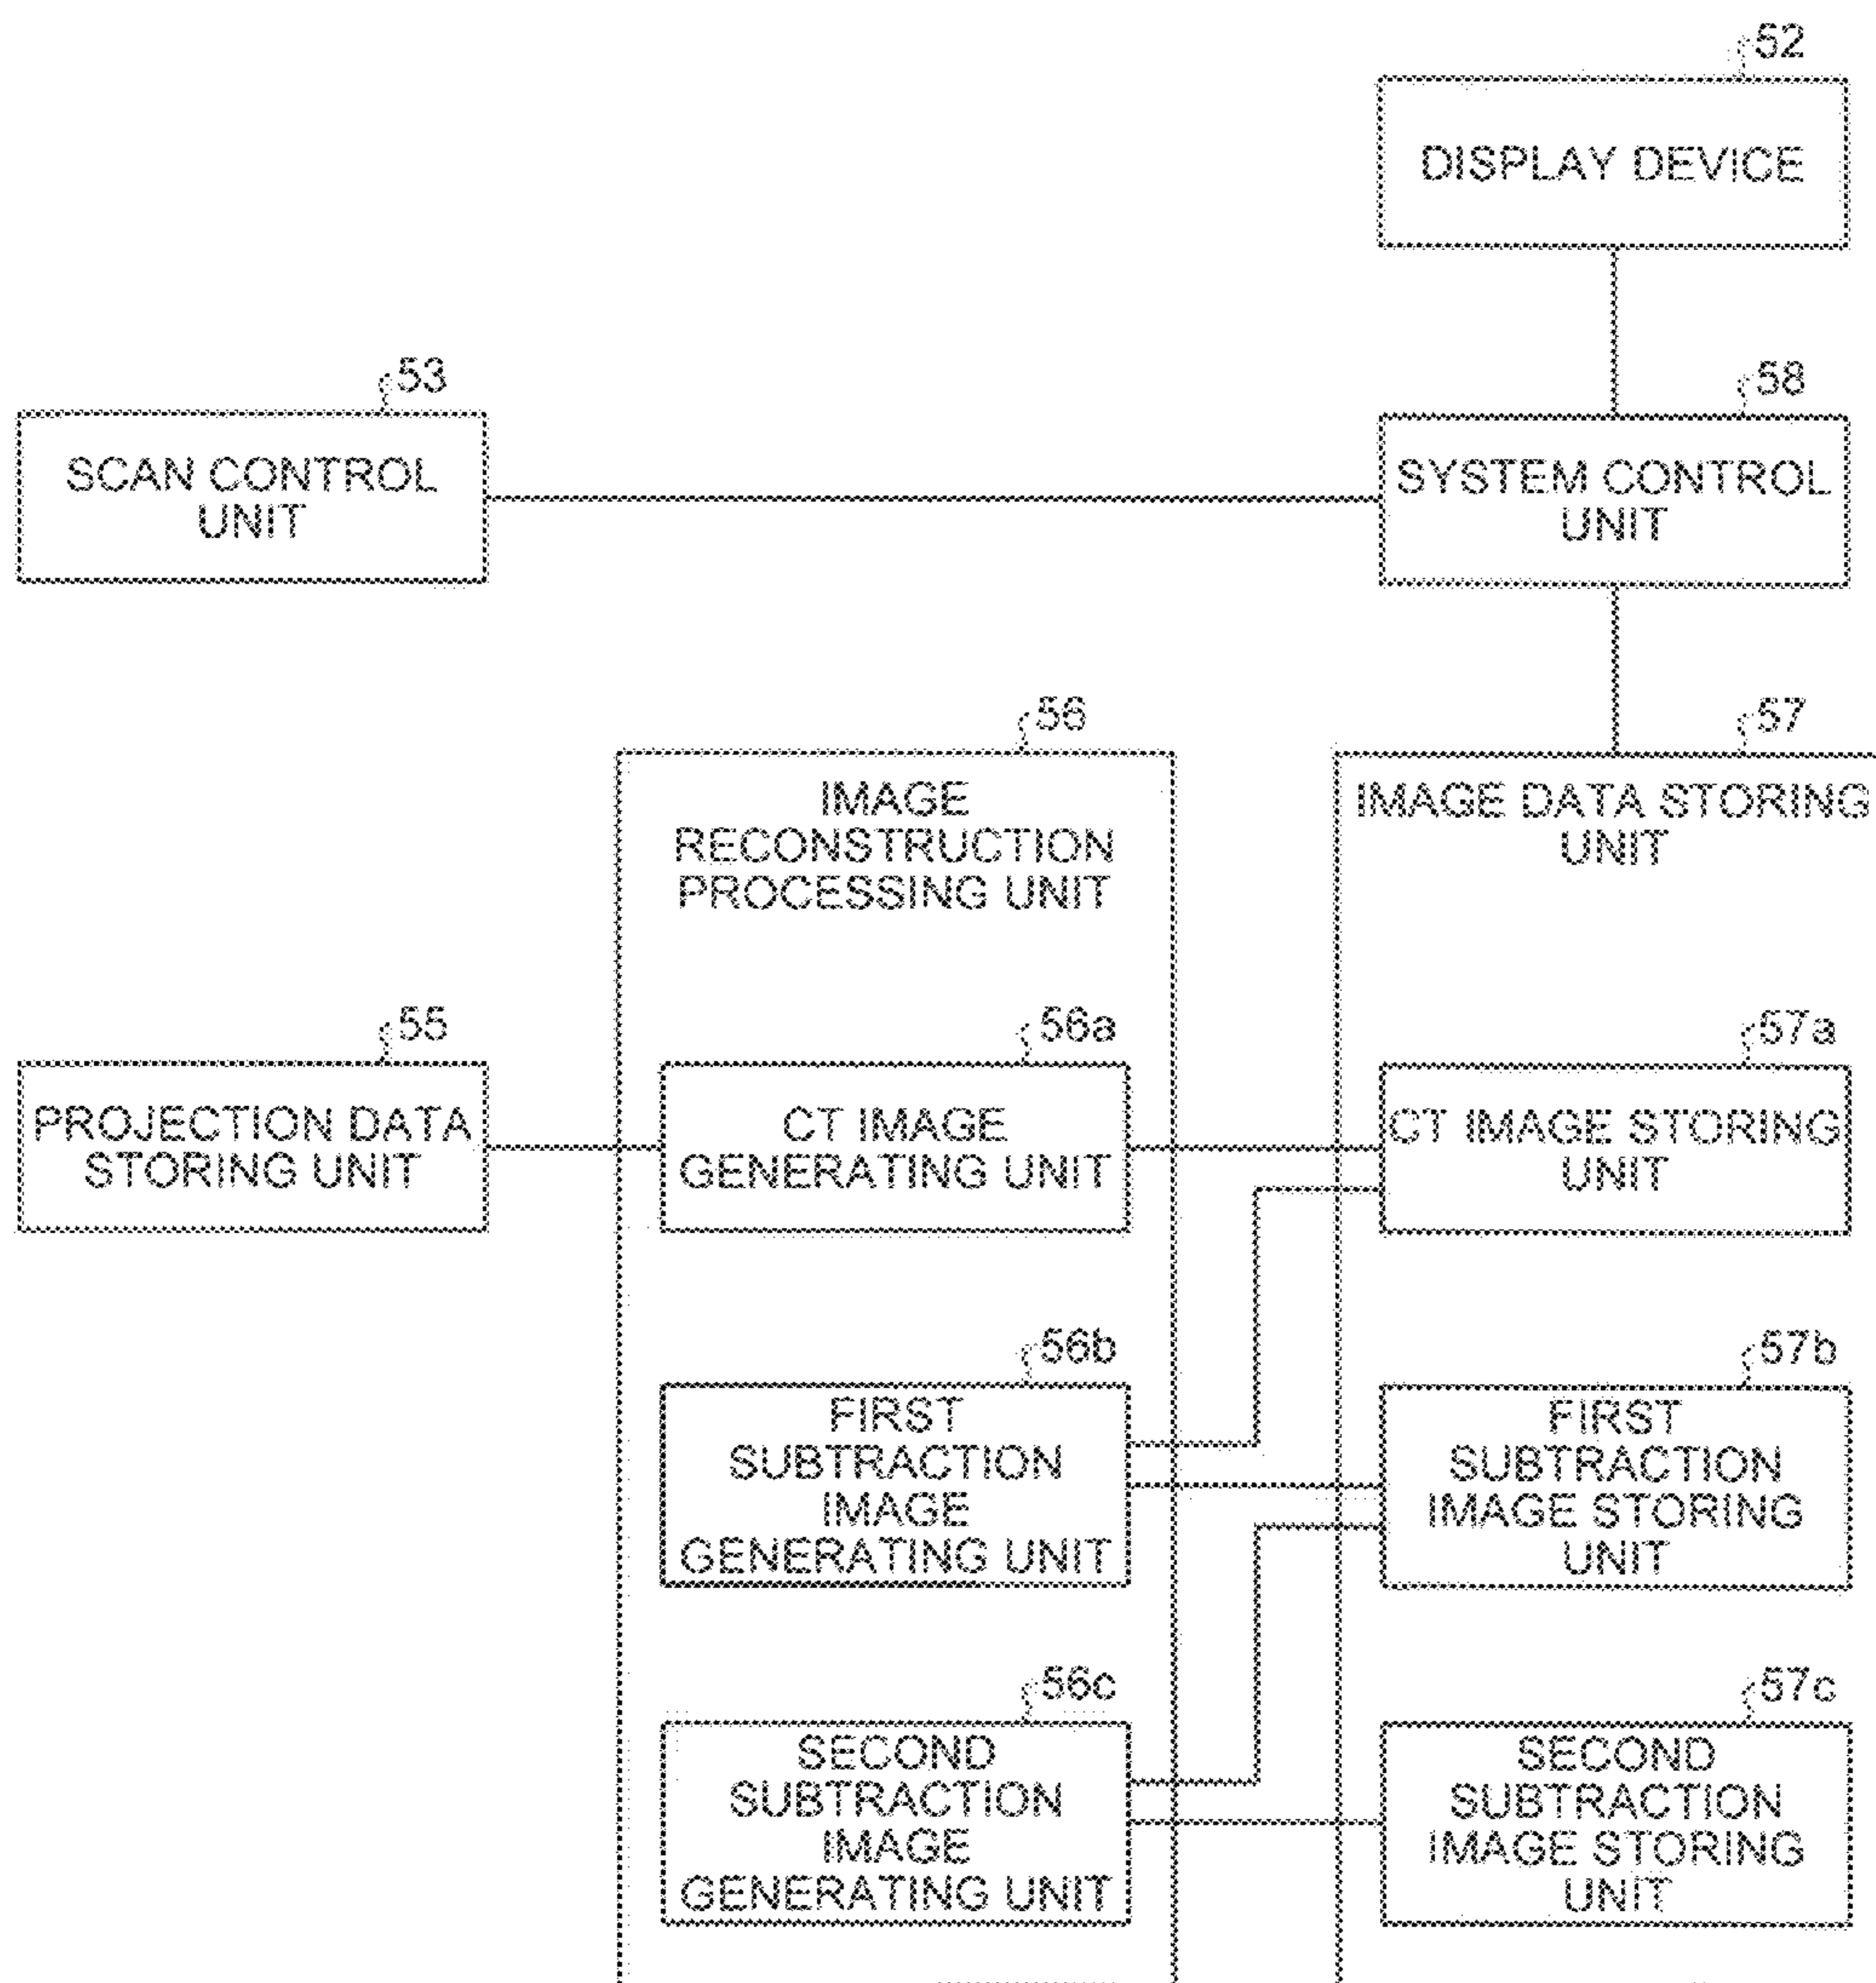 52
DISPLAY DEVICE
53
SCAN CONTROL
UNIT
58
SYSTEM CONTROL
UNIT
56
IMAGE
RECONSTRUCTION
PROCESSING UNIT
57
IMAGE DATA STORING
UNIT
55
PROJECTION DATA
STORING UNIT
56a
CT IMAGE
GENERATING UNIT
57a
CT IMAGE STORING
UNIT
56b
FIRST
SUBTRACTION
IMAGE
GENERATING UNIT
57b
FIRST
SUBTRACTION
IMAGE STORING
UNIT
56c
SECOND
SUBTRACTION
IMAGE
GENERATING UNIT
57c
SECOND
SUBTRACTION
IMAGE STORING
UNIT